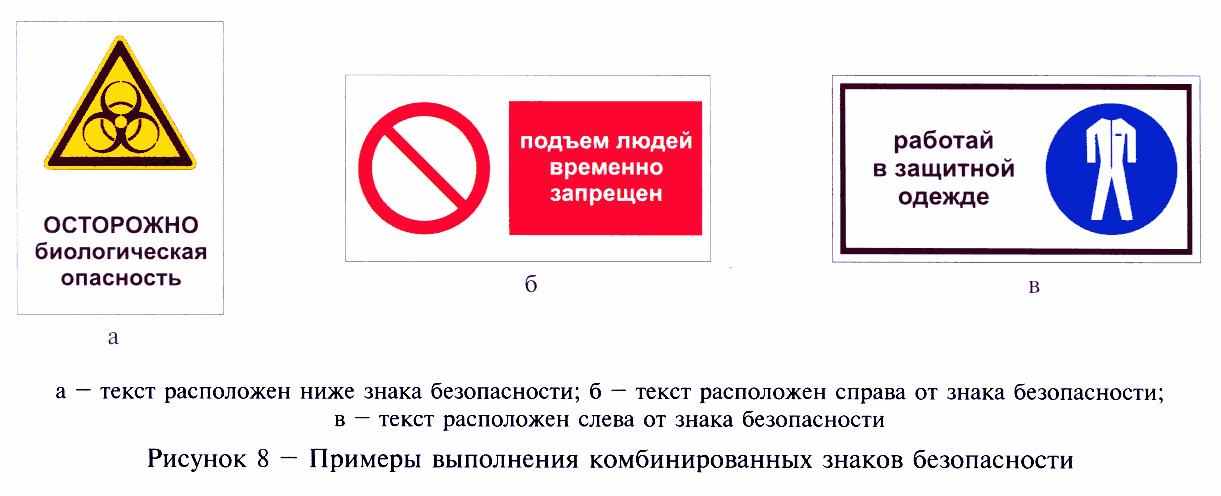 ОСТОРОЖНО
биологическая
опасность
а
подъем людей
временно
запрещен
б
работай
в защитной
одежде
в
а — текст расположен ниже знака безопасности; б — текст расположен справа от знака безопасности;
в — текст расположен слева от знака безопасности
Рисунок 8 — Примеры выполнения комбинированных знаков безопасности